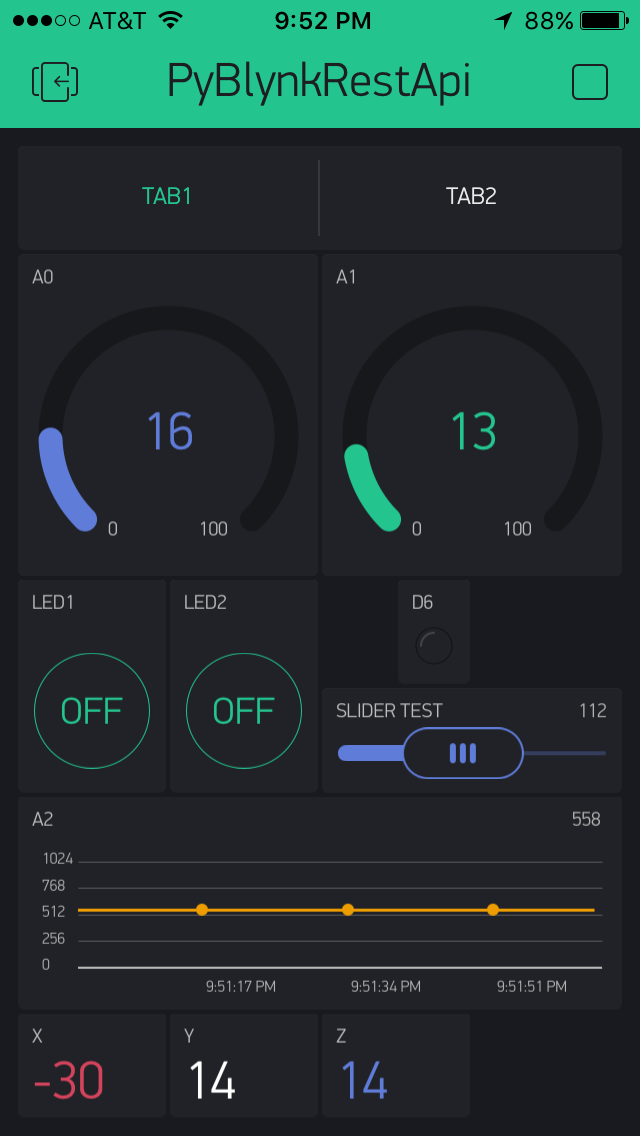 AT&T 9:52 PM 88%
PyBlynkRestApi
TAB1 TAB2
A0 A1
16 13
0 100 0 100
LED1 LED2 D6
OFF OFF
SLIDER TEST 112
A2 558
1024
768
512
256
0
9:51:17 PM 9:51:34 PM 9:51:51 PM
X Y Z
-30 14 14